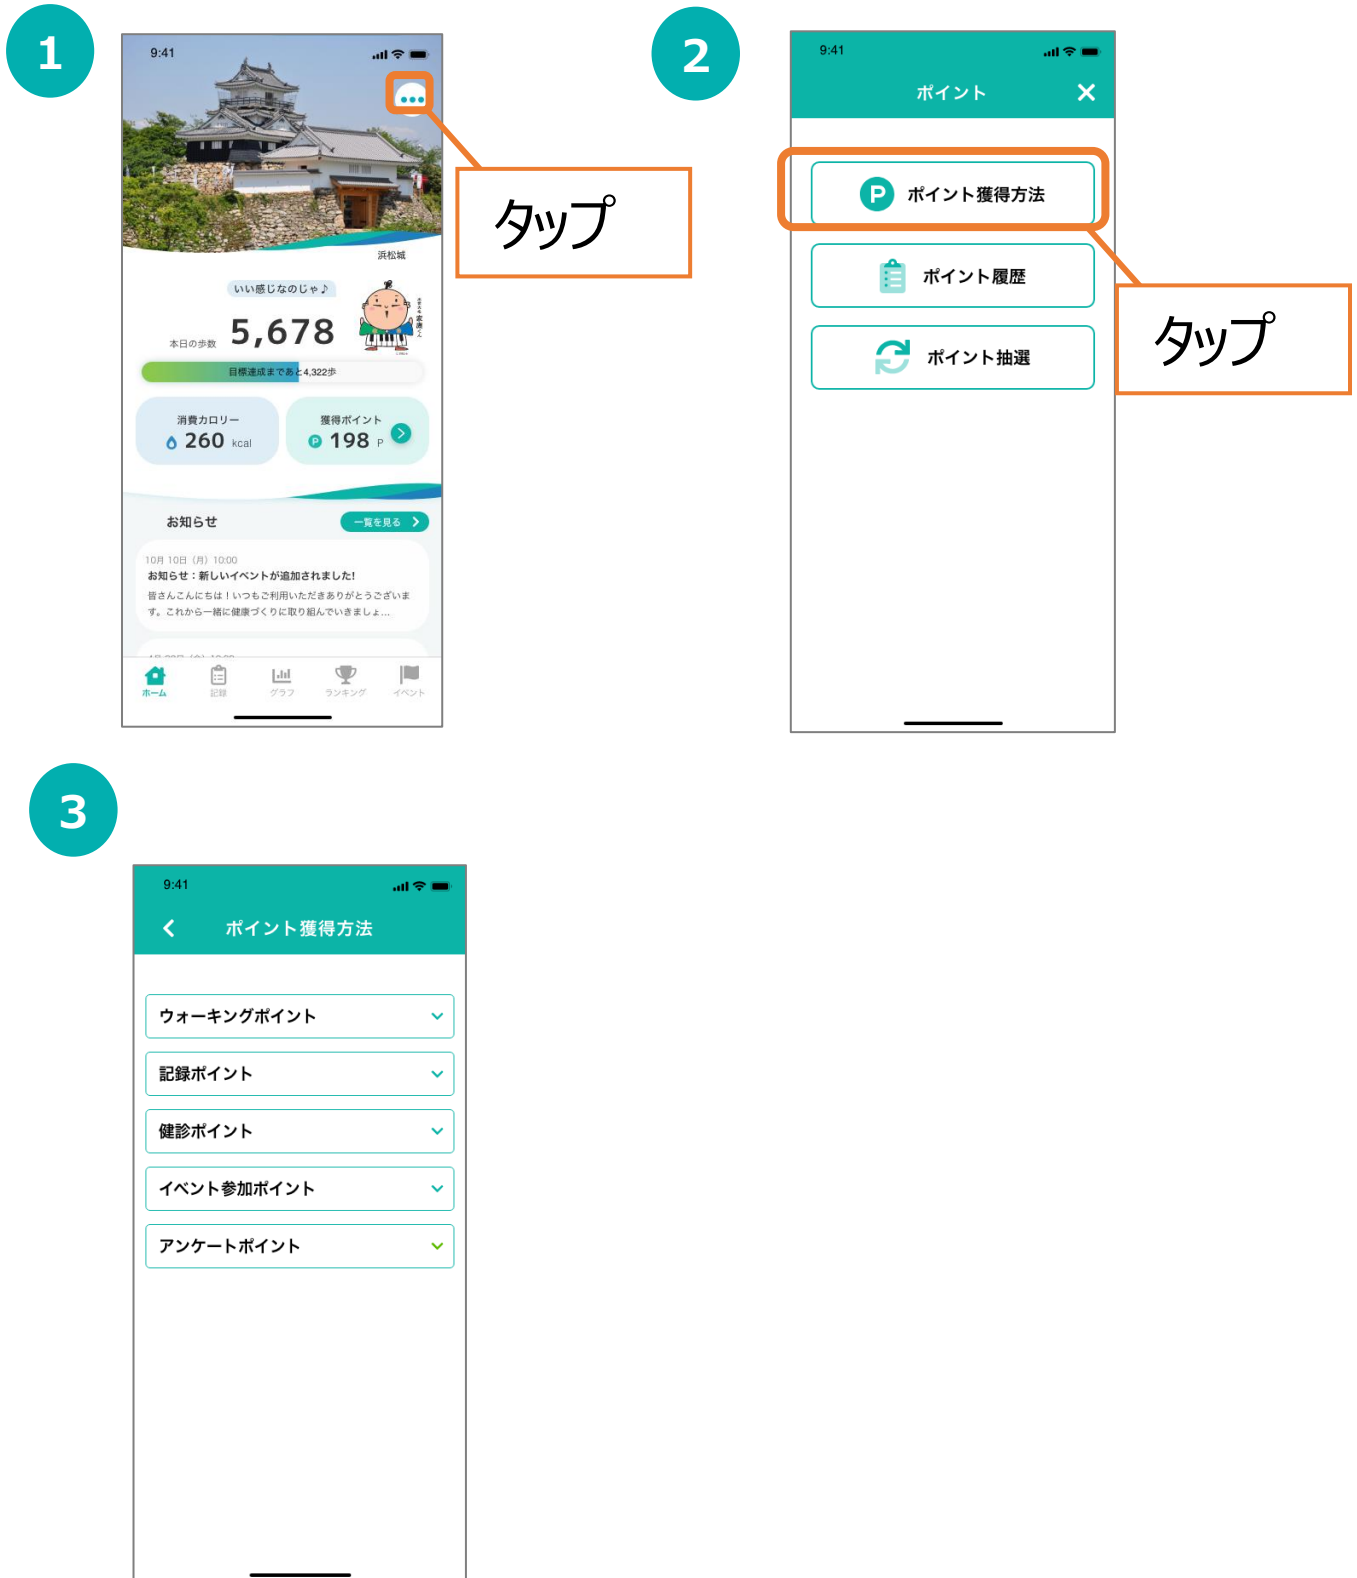 1
9:41
タップ
浜松城
いい感じなのじゃ♪
本日の歩数 5,678
目標達成まであと4,322歩
消費カロリー
260 kcal
獲得ポイント
P 198 P
お知らせ
一覧を見る
10月 10日（月）10:00
お知らせ：新しいイベントが追加されました!
皆さんこんにちは！いつもご利用いただきありがとうございま
す。これから一緒に健康づくりに取り組んでいきましょ...
ホーム
記録
グラフ
ランキング
イベント
2
9:41
ポイント
P ポイント獲得方法
ポイント履歴
ポイント抽選
タップ
3
9:41
ポイント獲得方法
ウォーキングポイント
記録ポイント
健診ポイント
イベント参加ポイント
アンケートポイント